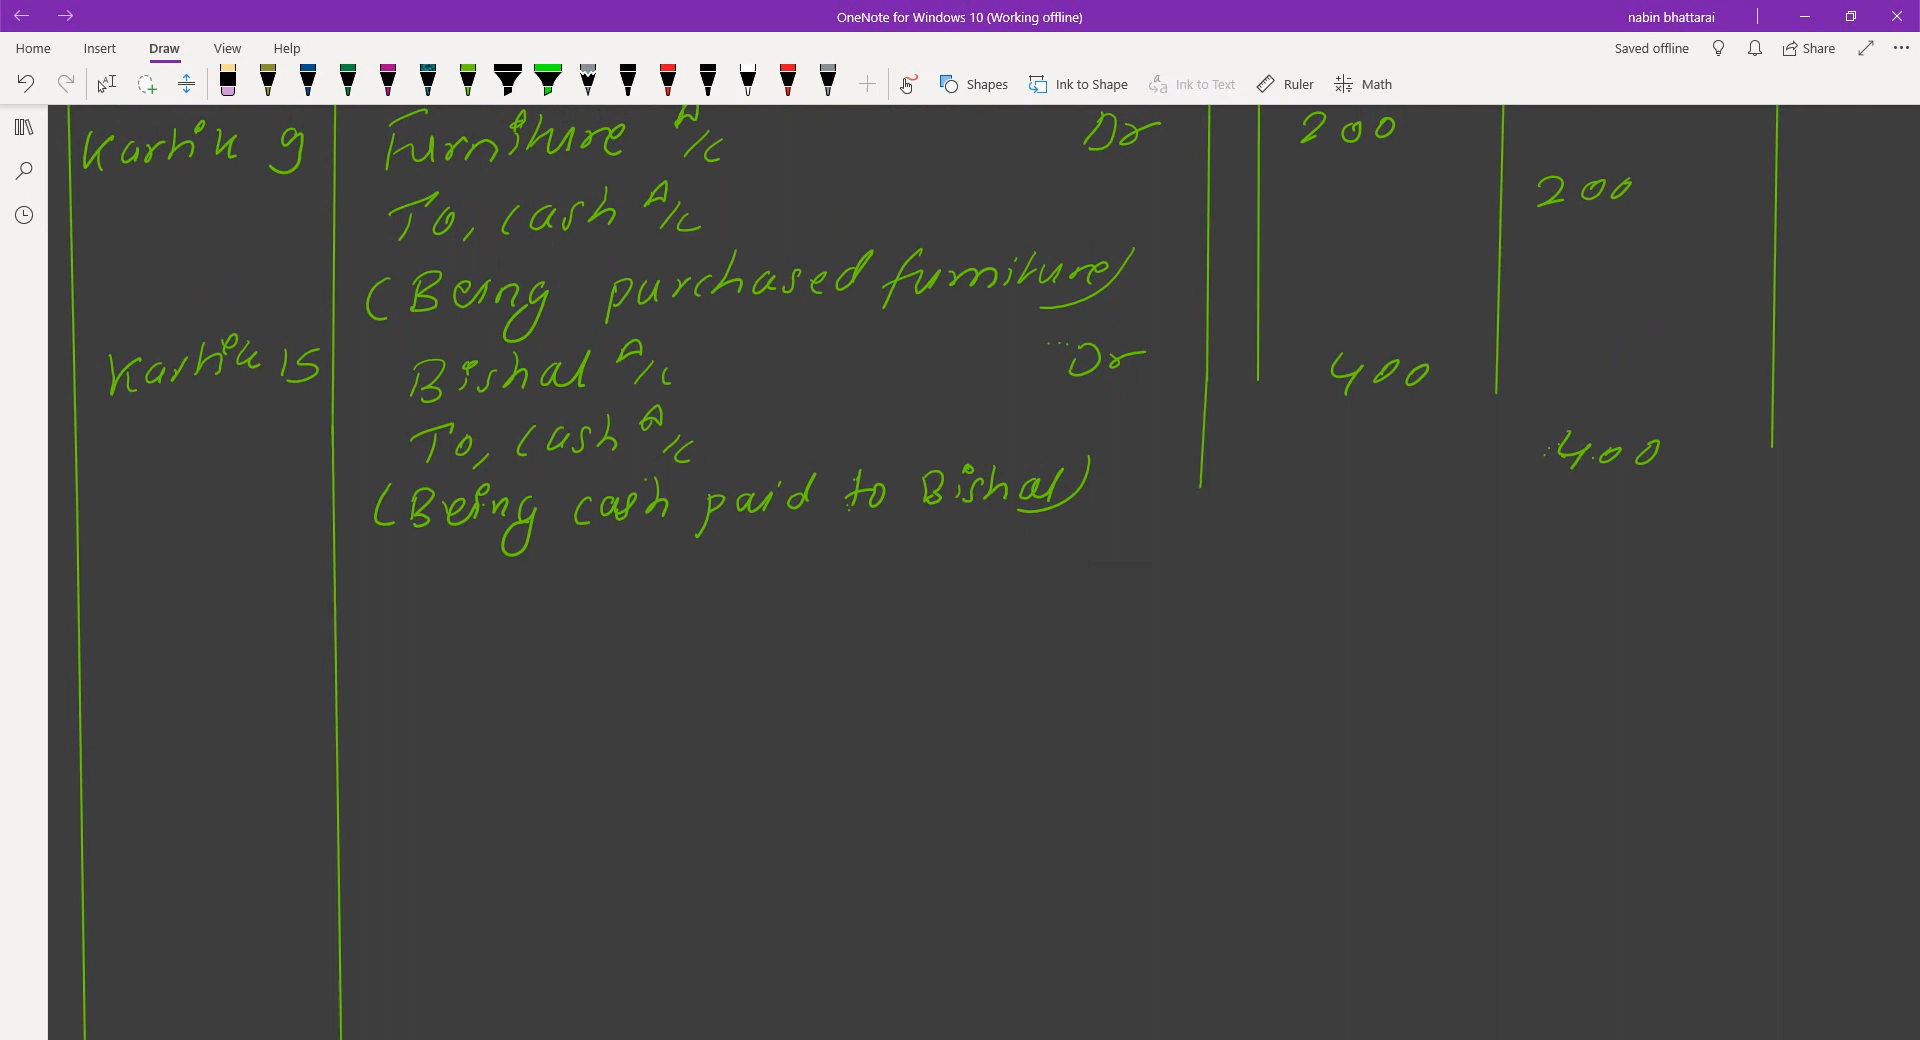 OneNote for Windows 10 (Working offline)
nabin bhattarai
Home Insert Draw View Help
Saved offline Share
Shapes Ink to Shape Ink to Text Ruler Math
Kartik 9 Furniture A/c Dr 200
To, cash A/c 200
(Being purchased furniture)
Kartik 15 Bishal A/c Dr 400
To, cash A/c 400
(Being cash paid to Bishal)